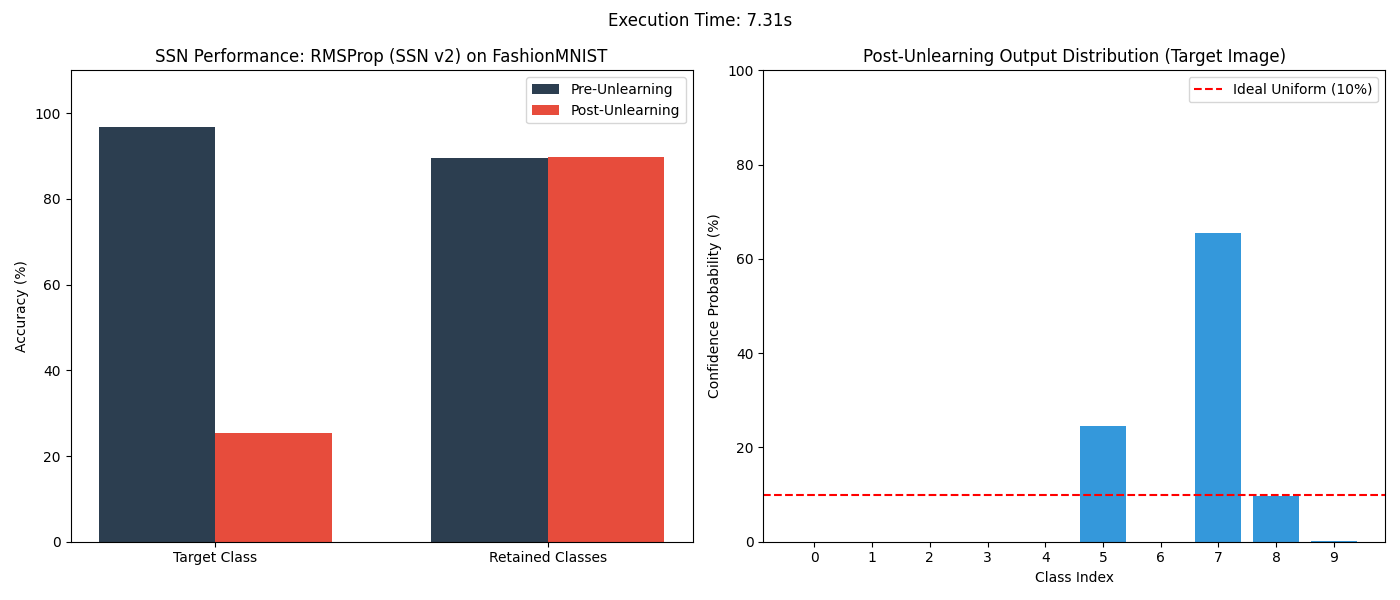 Execution Time: 7.31s
SSN Performance: RMSProp (SSN v2) on FashionMNIST
Pre-Unlearning
Post-Unlearning
Accuracy (%)
100
80
60
40
20
0
Target Class
Retained Classes
Post-Unlearning Output Distribution (Target Image)
Ideal Uniform (10%)
Confidence Probability (%)
100
80
60
40
20
0
0 1 2 3 4 5 6 7 8 9
Class Index